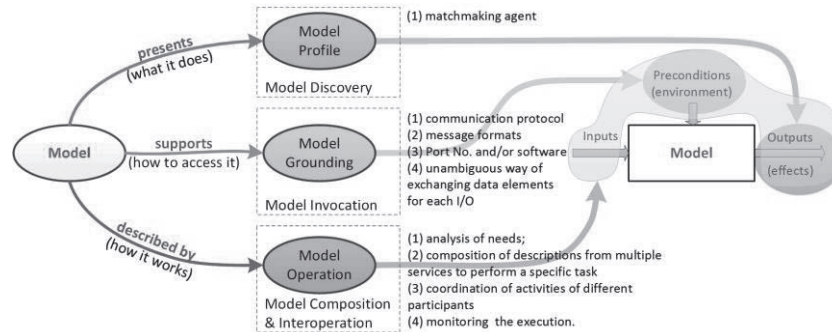 Model
presents
(what it does)
Model
Profile
Model Discovery
(1) matchmaking agent
supports
(how to access it)
Model
Grounding
Model Invocation
(1) communication protocol
(2) message formats
(3) Port No. and/or software
(4) unambiguous way of
exchanging data elements
for each I/O
described by
(how it works)
Model
Operation
Model Composition
& Interoperation
(1) analysis of needs;
(2) composition of descriptions from multiple
services to perform a specific task
(3) coordination of activities of different
participants
(4) monitoring the execution.
Preconditions
(environment)
Inputs
Model
Outputs
(effects)